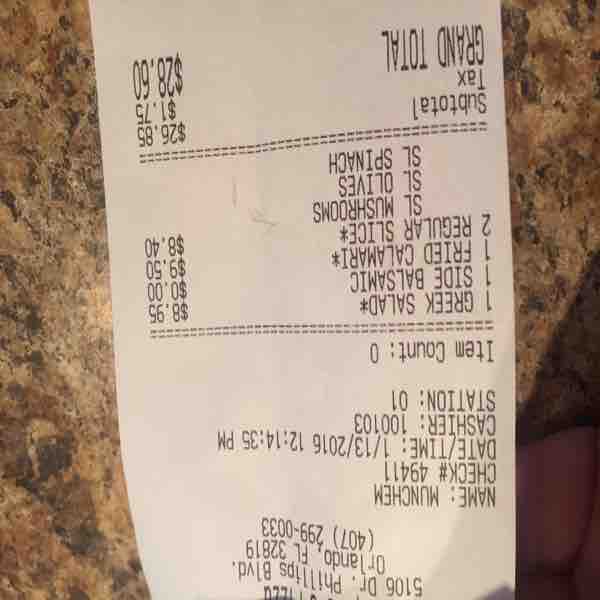 5106 Dr. Phillips Blvd.
Orlando, FL 32819
(407) 299-0033
NAME: MUNCHEM
CHECK# 49411
DATE/TIME: 1/13/2016 12:14:35 PM
CASHIER: 100103
STATION: 01
Item Count: 0
1 GREEK SALAD* $8.95
1 SIDE BALSAMIC $0.00
1 FRIED CALAMARI* $9.50
2 REGULAR SLICE* $8.40
SL MUSHROOMS
SL OLIVES
SL SPINACH
Subtotal $26.85
Tax $1.75
GRAND TOTAL $28.60